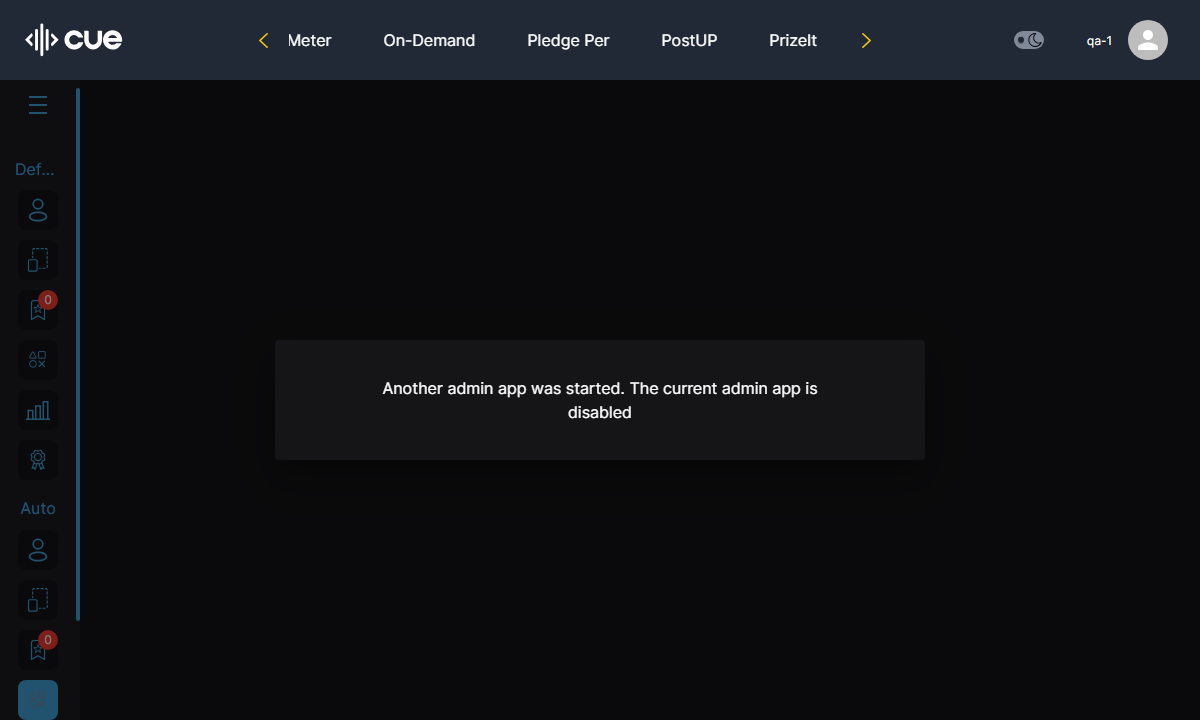 cue
Meter
On-Demand
Pledge Per
PostUP
PrizeIt
qa-1
Def...
0
Another admin app was started. The current admin app is
disabled
Auto
0